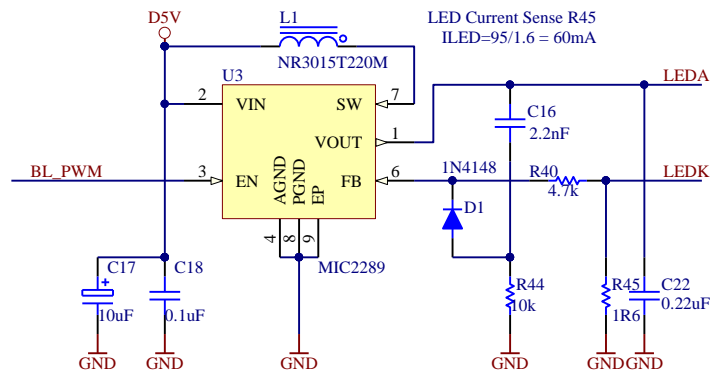 D5V
L1
LED Current Sense R45
ILED=95/1.6 = 60mA
NR3015T220M
U3
LEDA
2
VIN
SW
7
C16
2.2nF
VOUT
1
BL_PWM
3
EN
AGND
PGND
EP
FB
6
1N4148
R40
4.7k
LEDK
D1
4
8
9
MIC2289
C17
C18
10uF
0.1uF
R44
10k
R45
1R6
C22
0.22uF
GND
GND
GND
GND
GND
GND